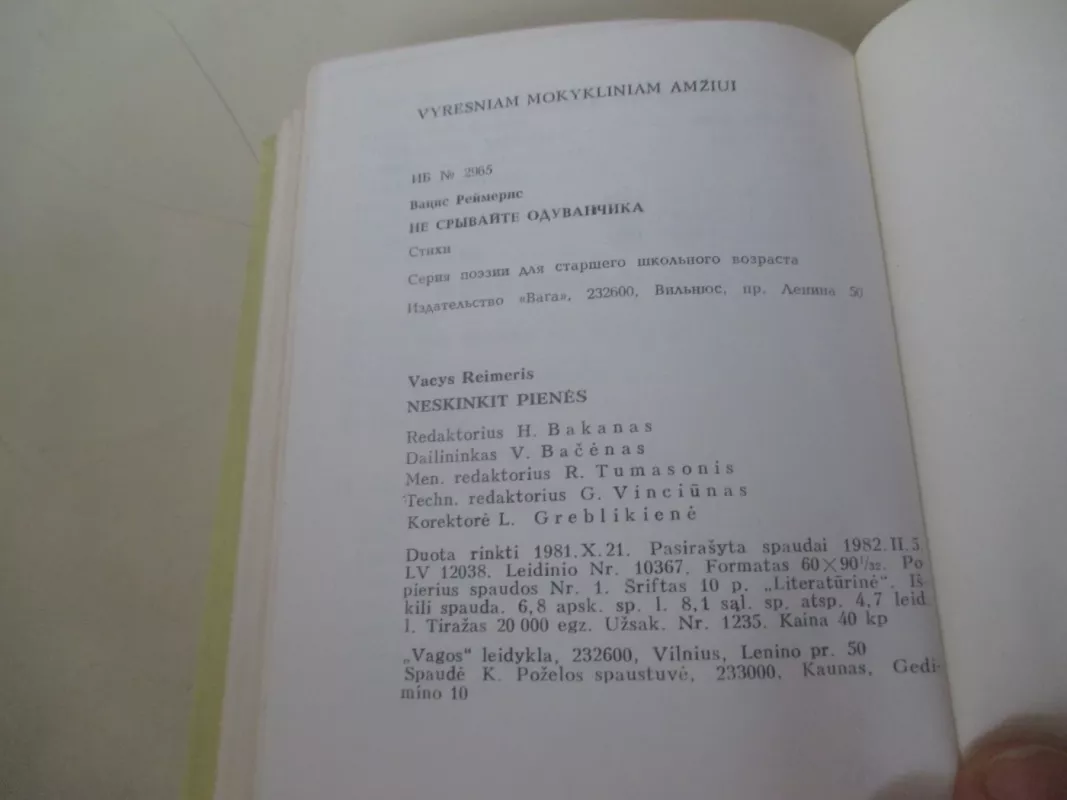 VYRESNIAM MOKYKLINIAM AMŽIUI
ИБ № 2965
Вацис Реймерис
НЕ СРЫВАЙТЕ ОДУВАНЧИКА
Стихи
Серия поэзии для старшего школьного возраста
Издательство «Вага», 232600, Вильнюс, пр. Ленина 50
Vacys Reimeris
NESKINKIT PIENĖS
Redaktorius H. Bakanas
Dailininkas V. Bačėnas
Men. redaktorius R. Tumasonis
Techn. redaktorius G. Vinciūnas
Korektorė L. Greblikienė
Duota rinkti 1981.X.21. Pasirašyta spaudai 1982.II.5
LV 12038. Leidinio Nr. 10367. Formatas 60×90¹/₃₂. Po
pierius spaudos Nr. 1. Šriftas 10 p. „Literatūrinė“. Iš-
kili spauda. 6,8 apsk. sp. l. 8,1 sąl. sp. atsp. 4,7 leid
l. Tiražas 20 000 egz. Užsak. Nr. 1235. Kaina 40 kp
„Vagos“ leidykla, 232600, Vilnius, Lenino pr. 50
Spaudė K. Poželos spaustuvė, 233000, Kaunas, Gedi-
mino 10